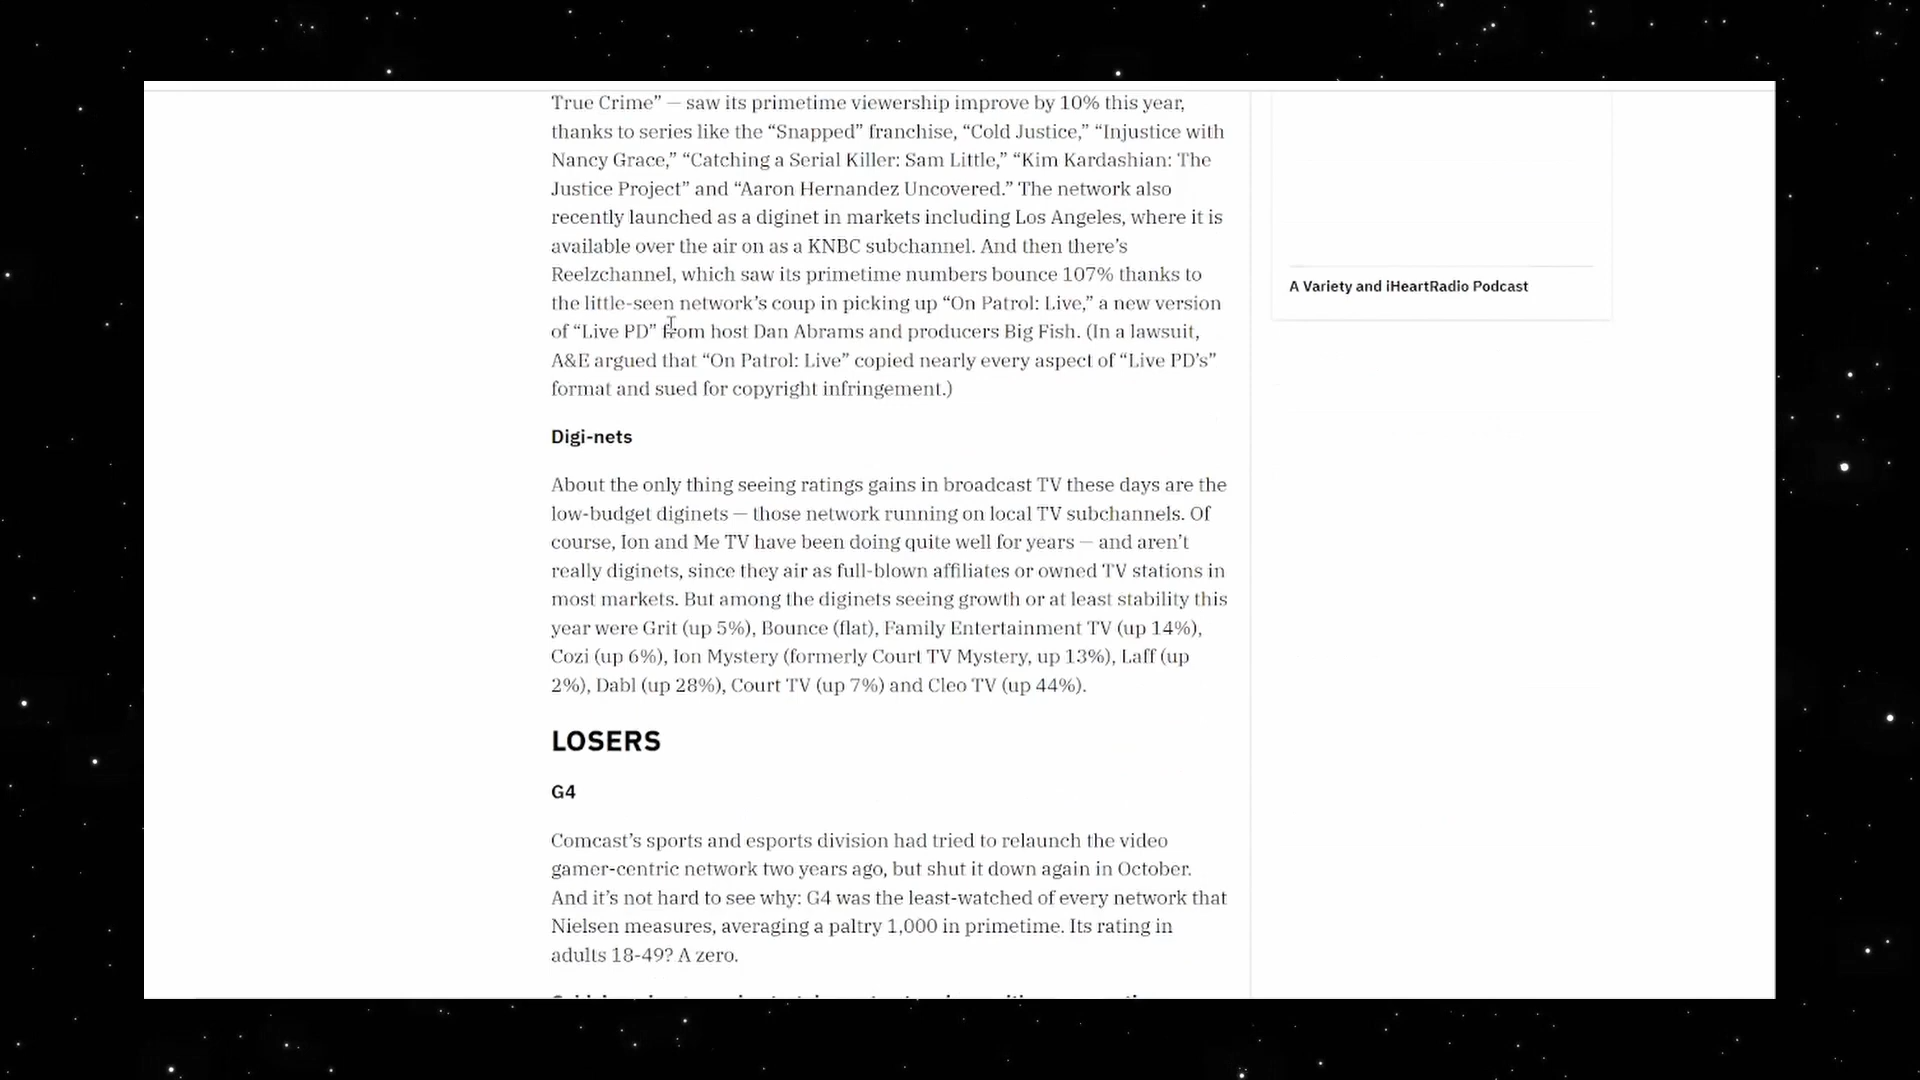 True Crime” — saw its primetime viewership improve by 10% this year,
thanks to series like the “Snapped” franchise, “Cold Justice,” “Injustice with
Nancy Grace,” “Catching a Serial Killer: Sam Little,” “Kim Kardashian: The
Justice Project” and “Aaron Hernandez Uncovered.” The network also
recently launched as a diginet in markets including Los Angeles, where it is
available over the air on as a KNBC subchannel. And then there’s
Reelzchannel, which saw its primetime numbers bounce 107% thanks to
the little-seen network’s coup in picking up “On Patrol: Live,” a new version
of “Live PD” from host Dan Abrams and producers Big Fish. (In a lawsuit,
A&E argued that “On Patrol: Live” copied nearly every aspect of “Live PD’s”
format and sued for copyright infringement.)
Digi-nets
About the only thing seeing ratings gains in broadcast TV these days are the
low-budget diginets — those network running on local TV subchannels. Of
course, Ion and Me TV have been doing quite well for years — and aren’t
really diginets, since they air as full-blown affiliates or owned TV stations in
most markets. But among the diginets seeing growth or at least stability this
year were Grit (up 5%), Bounce (flat), Family Entertainment TV (up 14%),
Cozi (up 6%), Ion Mystery (formerly Court TV Mystery, up 13%), Laff (up
2%), Dabl (up 28%), Court TV (up 7%) and Cleo TV (up 44%).
LOSERS
G4
Comcast’s sports and esports division had tried to relaunch the video
gamer-centric network two years ago, but shut it down again in October.
And it’s not hard to see why: G4 was the least-watched of every network that
Nielsen measures, averaging a paltry 1,000 in primetime. Its rating in
adults 18-49? A zero.
A Variety and iHeartRadio Podcast